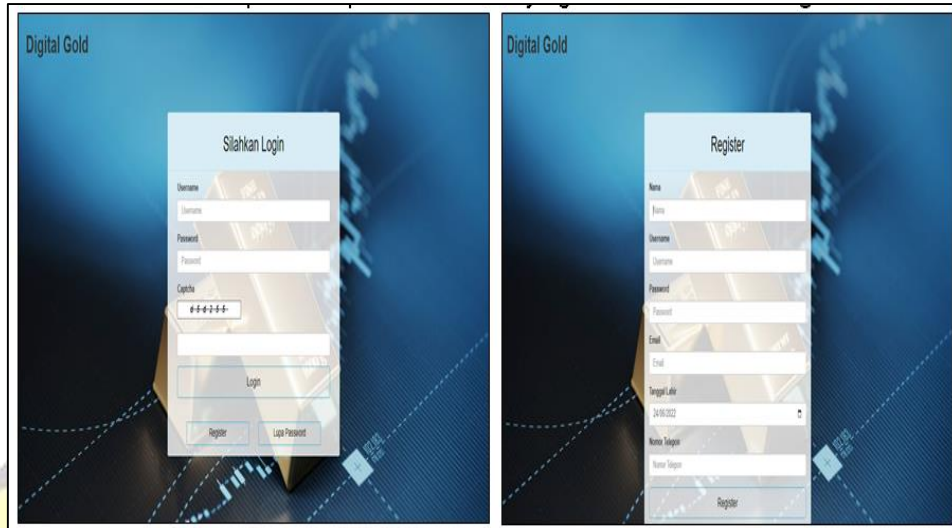 Digital Gold
Silahkan Login
Username
Username
Password
Password
Captcha
Login
Register
Lupa Password
Digital Gold
Register
Nama
Nama
Username
Username
Password
Password
Email
Email
Tanggal Lahir
24/06/2022
Nomor Telepon
Nomor Telepon
Register